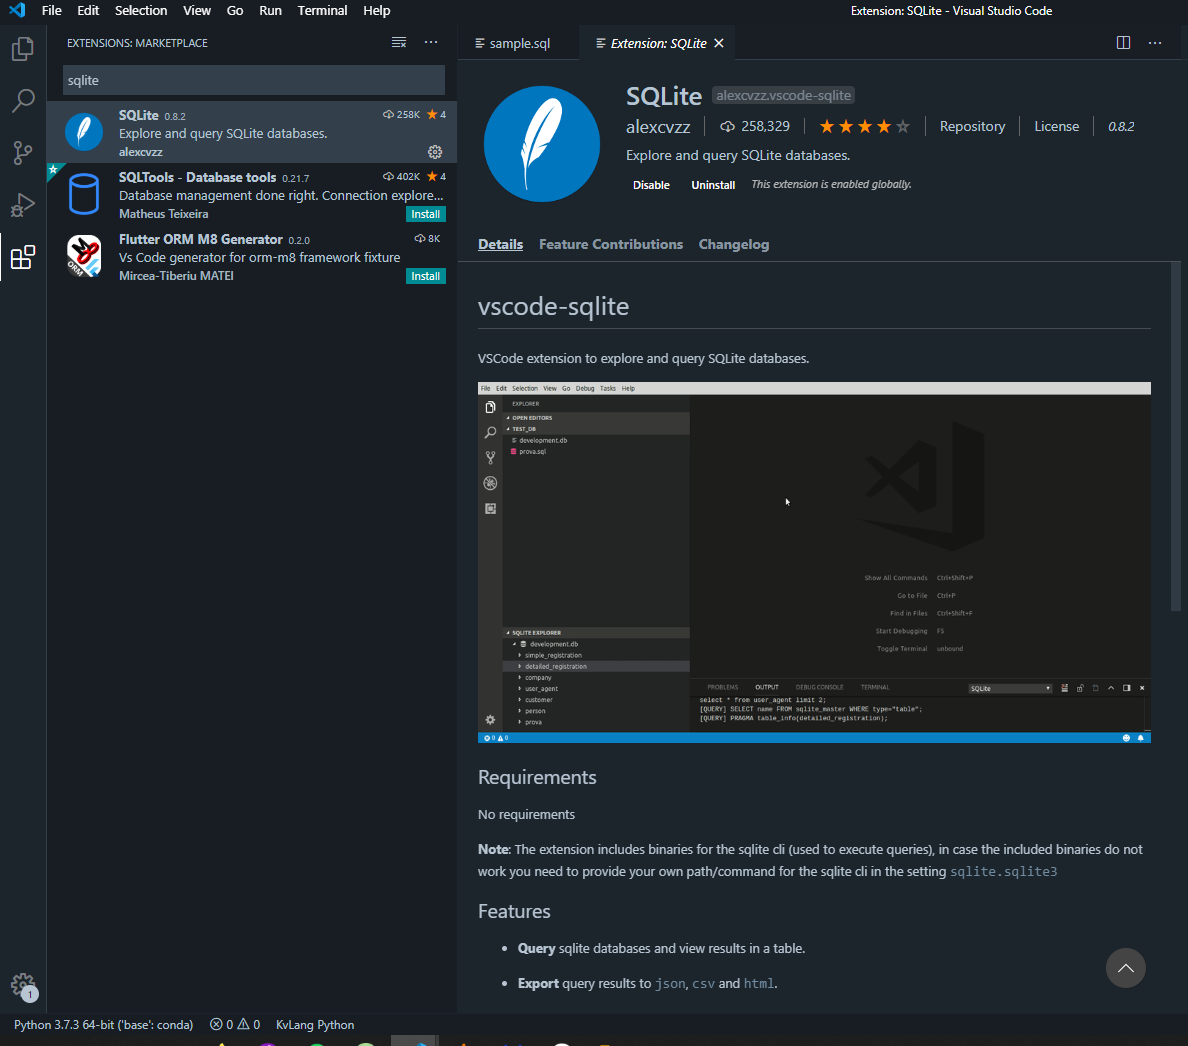 File Edit Selection View Go Run Terminal Help
Extension: SQLite - Visual Studio Code
EXTENSIONS: MARKETPLACE
sqlite
SQLite 0.8.2 258K 4
Explore and query SQLite databases.
alexcvzz
SQLTools - Database tools 0.21.7 402K 4
Database management done right. Connection explore...
Matheus Teixeira Install
Flutter ORM M8 Generator 0.2.0 8K
Vs Code generator for orm-m8 framework fixture
Mircea-Tiberiu MATEI Install
ORM
1
sample.sql
Extension: SQLite
SQLite alexcvzz.vscode-sqlite
alexcvzz 258,329 Repository License 0.8.2
Explore and query SQLite databases.
Disable Uninstall This extension is enabled globally.
Details Feature Contributions Changelog
vscode-sqlite
VSCode extension to explore and query SQLite databases.
File Edit Selection View Go Debug Tasks Help
EXPLORER
OPEN EDITORS
TEST_DB
development.db
prova.sql
Show All Commands Ctrl+Shift+P
Go to File Ctrl+P
Find in Files Ctrl+Shift+F
Start Debugging F5
Toggle Terminal unbound
SQLITE EXPLORER
development.db
simple_registration
detailed_registration
company
user_agent
customer
person
prova
PROBLEMS OUTPUT DEBUG CONSOLE TERMINAL SQLite
select * from user_agent limit 2;
[QUERY] SELECT name FROM sqlite_master WHERE type="table";
[QUERY] PRAGMA table_info(detailed_registration);
0 0
Requirements
No requirements
Note: The extension includes binaries for the sqlite cli (used to execute queries), in case the included binaries do not
work you need to provide your own path/command for the sqlite cli in the setting sqlite.sqlite3
Features
Query sqlite databases and view results in a table.
Export query results to json, csv and html.
Python 3.7.3 64-bit ('base': conda) 0 0 KvLang Python